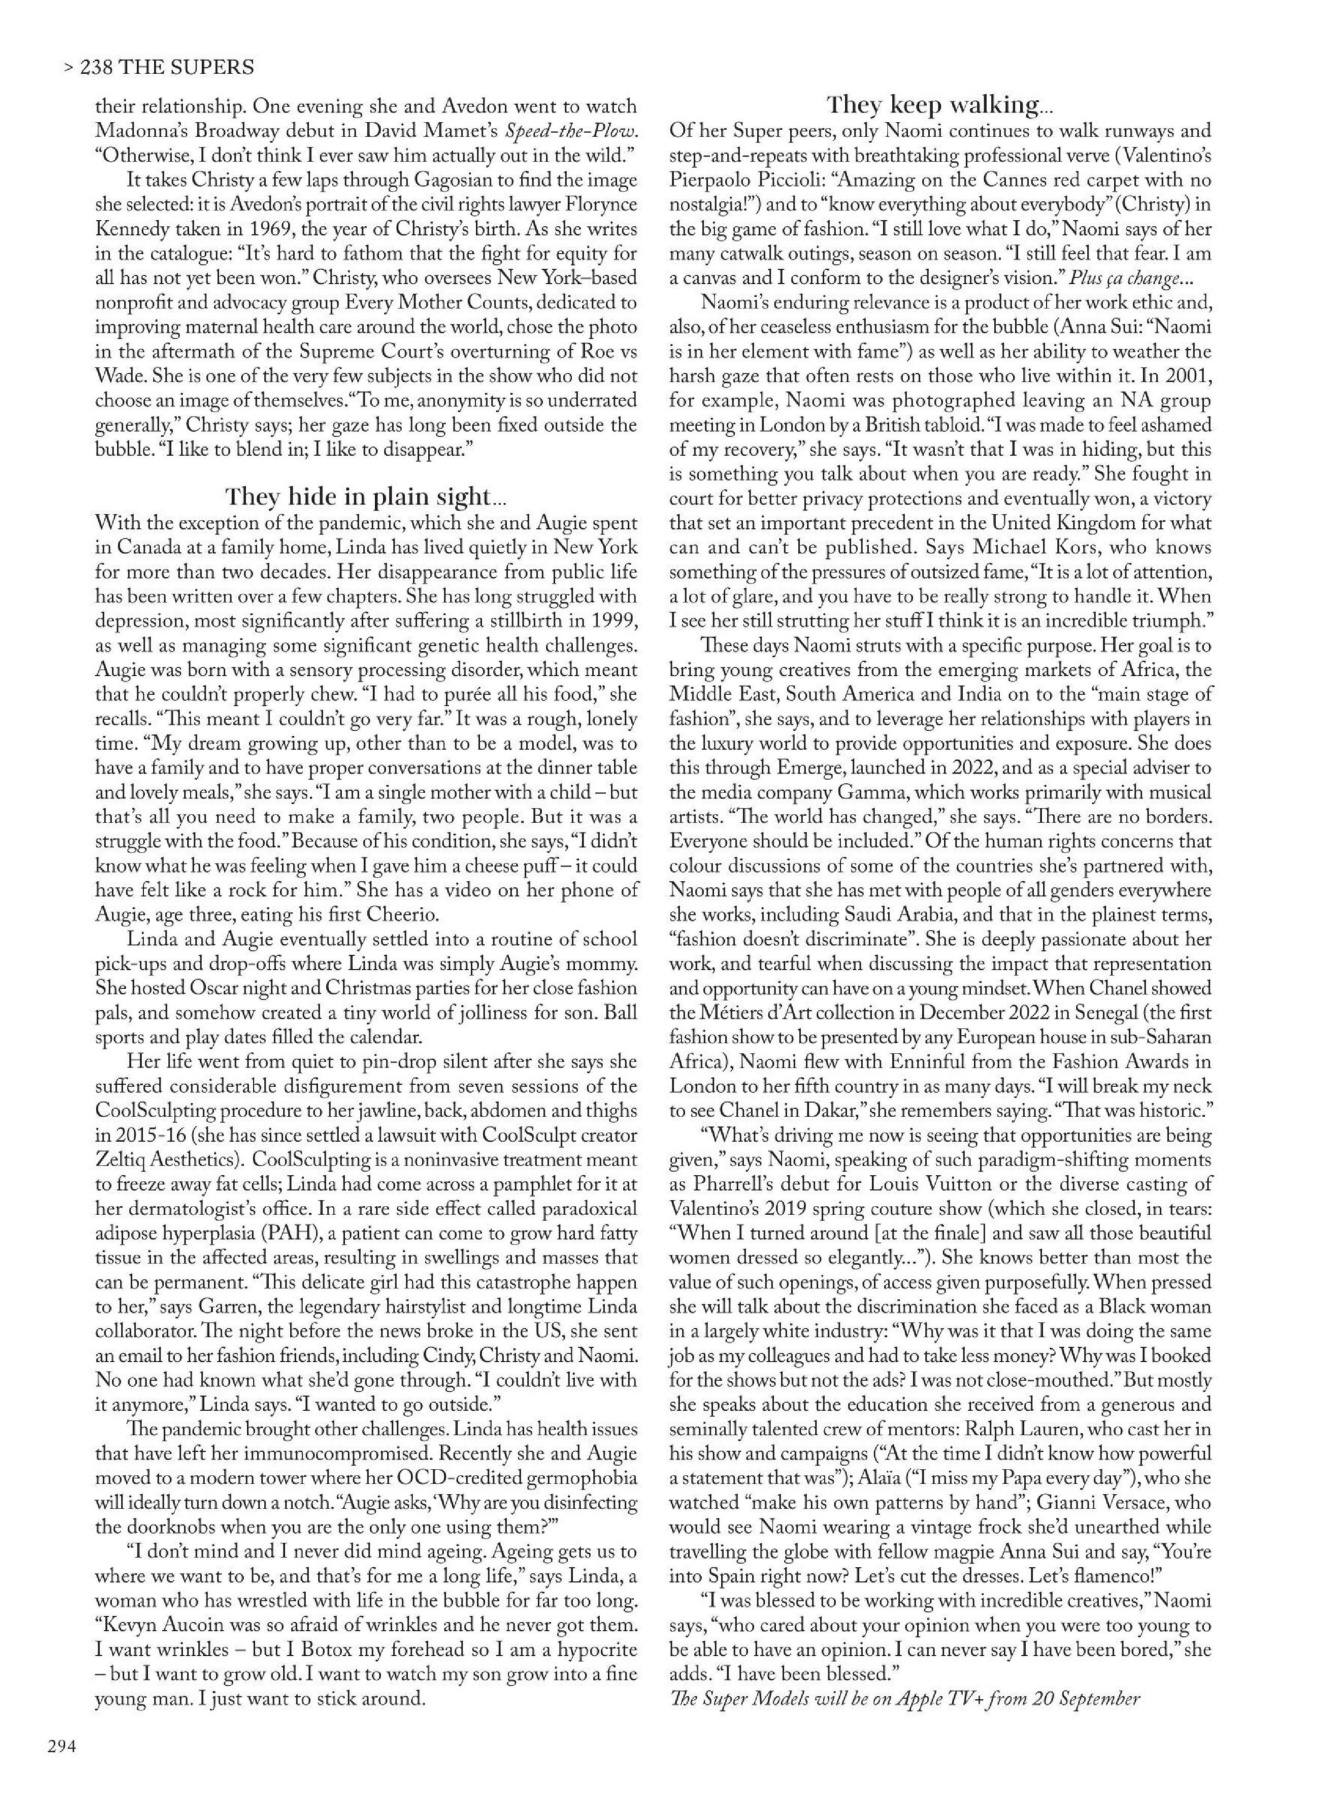 > 238 THE SUPERS
their relationship. One evening she and Avedon went to watch
Madonna’s Broadway debut in David Mamet’s Speed-the-Plow.
“Otherwise, I don’t think I ever saw him actually out in the wild.”
It takes Christy a few laps through Gagosian to find the image
she selected: it is Avedon’s portrait of the civil rights lawyer Florynce
Kennedy taken in 1969, the year of Christy’s birth. As she writes
in the catalogue: “It’s hard to fathom that the fight for equity for
all has not yet been won.” Christy, who oversees New York–based
nonprofit and advocacy group Every Mother Counts, dedicated to
improving maternal health care around the world, chose the photo
in the aftermath of the Supreme Court’s overturning of Roe vs
Wade. She is one of the very few subjects in the show who did not
choose an image of themselves. “To me, anonymity is so underrated
generally,” Christy says; her gaze has long been fixed outside the
bubble. “I like to blend in; I like to disappear.”
They hide in plain sight...
With the exception of the pandemic, which she and Augie spent
in Canada at a family home, Linda has lived quietly in New York
for more than two decades. Her disappearance from public life
has been written over a few chapters. She has long struggled with
depression, most significantly after suffering a stillbirth in 1999,
as well as managing some significant genetic health challenges.
Augie was born with a sensory processing disorder, which meant
that he couldn’t properly chew. “I had to purée all his food,” she
recalls. “This meant I couldn’t go very far.” It was a rough, lonely
time. “My dream growing up, other than to be a model, was to
have a family and to have proper conversations at the dinner table
and lovely meals,” she says. “I am a single mother with a child – but
that’s all you need to make a family, two people. But it was a
struggle with the food.” Because of his condition, she says, “I didn’t
know what he was feeling when I gave him a cheese puff – it could
have felt like a rock for him.” She has a video on her phone of
Augie, age three, eating his first Cheerio.
Linda and Augie eventually settled into a routine of school
pick-ups and drop-offs where Linda was simply Augie’s mommy.
She hosted Oscar night and Christmas parties for her close fashion
pals, and somehow created a tiny world of jolliness for son. Ball
sports and play dates filled the calendar.
Her life went from quiet to pin-drop silent after she says she
suffered considerable disfigurement from seven sessions of the
CoolSculpting procedure to her jawline, back, abdomen and thighs
in 2015-16 (she has since settled a lawsuit with CoolSculpt creator
Zeltiq Aesthetics). CoolSculpting is a noninvasive treatment meant
to freeze away fat cells; Linda had come across a pamphlet for it at
her dermatologist’s office. In a rare side effect called paradoxical
adipose hyperplasia (PAH), a patient can come to grow hard fatty
tissue in the affected areas, resulting in swellings and masses that
can be permanent. “This delicate girl had this catastrophe happen
to her,” says Garren, the legendary hairstylist and longtime Linda
collaborator. The night before the news broke in the US, she sent
an email to her fashion friends, including Cindy, Christy and Naomi.
No one had known what she’d gone through. “I couldn’t live with
it anymore,” Linda says. “I wanted to go outside.”
The pandemic brought other challenges. Linda has health issues
that have left her immunocompromised. Recently she and Augie
moved to a modern tower where her OCD-credited germophobia
will ideally turn down a notch. “Augie asks, ‘Why are you disinfecting
the doorknobs when you are the only one using them?’”
“I don’t mind and I never did mind ageing. Ageing gets us to
where we want to be, and that’s for me a long life,” says Linda, a
woman who has wrestled with life in the bubble for far too long.
“Kevyn Aucoin was so afraid of wrinkles and he never got them.
I want wrinkles – but I Botox my forehead so I am a hypocrite
– but I want to grow old. I want to watch my son grow into a fine
young man. I just want to stick around.
They keep walking...
Of her Super peers, only Naomi continues to walk runways and
step-and-repeats with breathtaking professional verve (Valentino’s
Pierpaolo Piccioli: “Amazing on the Cannes red carpet with no
nostalgia!”) and to “know everything about everybody” (Christy) in
the big game of fashion. “I still love what I do,” Naomi says of her
many catwalk outings, season on season. “I still feel that fear. I am
a canvas and I conform to the designer’s vision.” Plus ça change...
Naomi’s enduring relevance is a product of her work ethic and,
also, of her ceaseless enthusiasm for the bubble (Anna Sui: “Naomi
is in her element with fame”) as well as her ability to weather the
harsh gaze that often rests on those who live within it. In 2001,
for example, Naomi was photographed leaving an NA group
meeting in London by a British tabloid. “I was made to feel ashamed
of my recovery,” she says. “It wasn’t that I was in hiding, but this
is something you talk about when you are ready.” She fought in
court for better privacy protections and eventually won, a victory
that set an important precedent in the United Kingdom for what
can and can’t be published. Says Michael Kors, who knows
something of the pressures of outsized fame, “It is a lot of attention,
a lot of glare, and you have to be really strong to handle it. When
I see her still strutting her stuff I think it is an incredible triumph.”
These days Naomi struts with a specific purpose. Her goal is to
bring young creatives from the emerging markets of Africa, the
Middle East, South America and India on to the “main stage of
fashion”, she says, and to leverage her relationships with players in
the luxury world to provide opportunities and exposure. She does
this through Emerge, launched in 2022, and as a special adviser to
the media company Gamma, which works primarily with musical
artists. “The world has changed,” she says. “There are no borders.
Everyone should be included.” Of the human rights concerns that
colour discussions of some of the countries she’s partnered with,
Naomi says that she has met with people of all genders everywhere
she works, including Saudi Arabia, and that in the plainest terms,
“fashion doesn’t discriminate”. She is deeply passionate about her
work, and tearful when discussing the impact that representation
and opportunity can have on a young mindset. When Chanel showed
the Métiers d’Art collection in December 2022 in Senegal (the first
fashion show to be presented by any European house in sub-Saharan
Africa), Naomi flew with Enninful from the Fashion Awards in
London to her fifth country in as many days. “I will break my neck
to see Chanel in Dakar,” she remembers saying. “That was historic.”
“What’s driving me now is seeing that opportunities are being
given,” says Naomi, speaking of such paradigm-shifting moments
as Pharrell’s debut for Louis Vuitton or the diverse casting of
Valentino’s 2019 spring couture show (which she closed, in tears:
“When I turned around [at the finale] and saw all those beautiful
women dressed so elegantly...”). She knows better than most the
value of such openings, of access given purposefully. When pressed
she will talk about the discrimination she faced as a Black woman
in a largely white industry: “Why was it that I was doing the same
job as my colleagues and had to take less money? Why was I booked
for the shows but not the ads? I was not close-mouthed.” But mostly
she speaks about the education she received from a generous and
seminally talented crew of mentors: Ralph Lauren, who cast her in
his show and campaigns (“At the time I didn’t know how powerful
a statement that was”); Alaïa (“I miss my Papa every day”), who she
watched “make his own patterns by hand”; Gianni Versace, who
would see Naomi wearing a vintage frock she’d unearthed while
travelling the globe with fellow magpie Anna Sui and say, “You’re
into Spain right now? Let’s cut the dresses. Let’s flamenco!”
“I was blessed to be working with incredible creatives,” Naomi
says, “who cared about your opinion when you were too young to
be able to have an opinion. I can never say I have been bored,” she
adds. “I have been blessed.”
The Super Models will be on Apple TV+ from 20 September
294